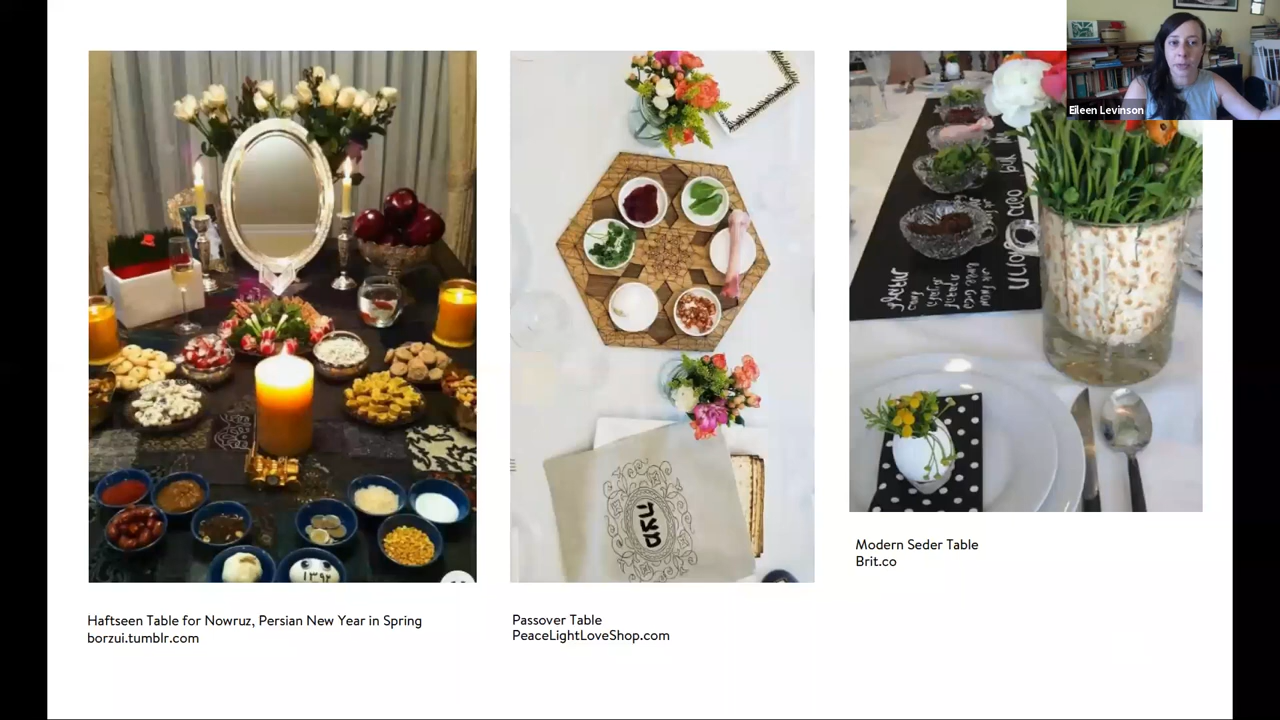 Eileen Levinson
۱۳۹۲
מצה
Haftseen Table for Nowruz, Persian New Year in Spring
borzui.tumblr.com
Passover Table
PeaceLightLoveShop.com
Modern Seder Table
Brit.co